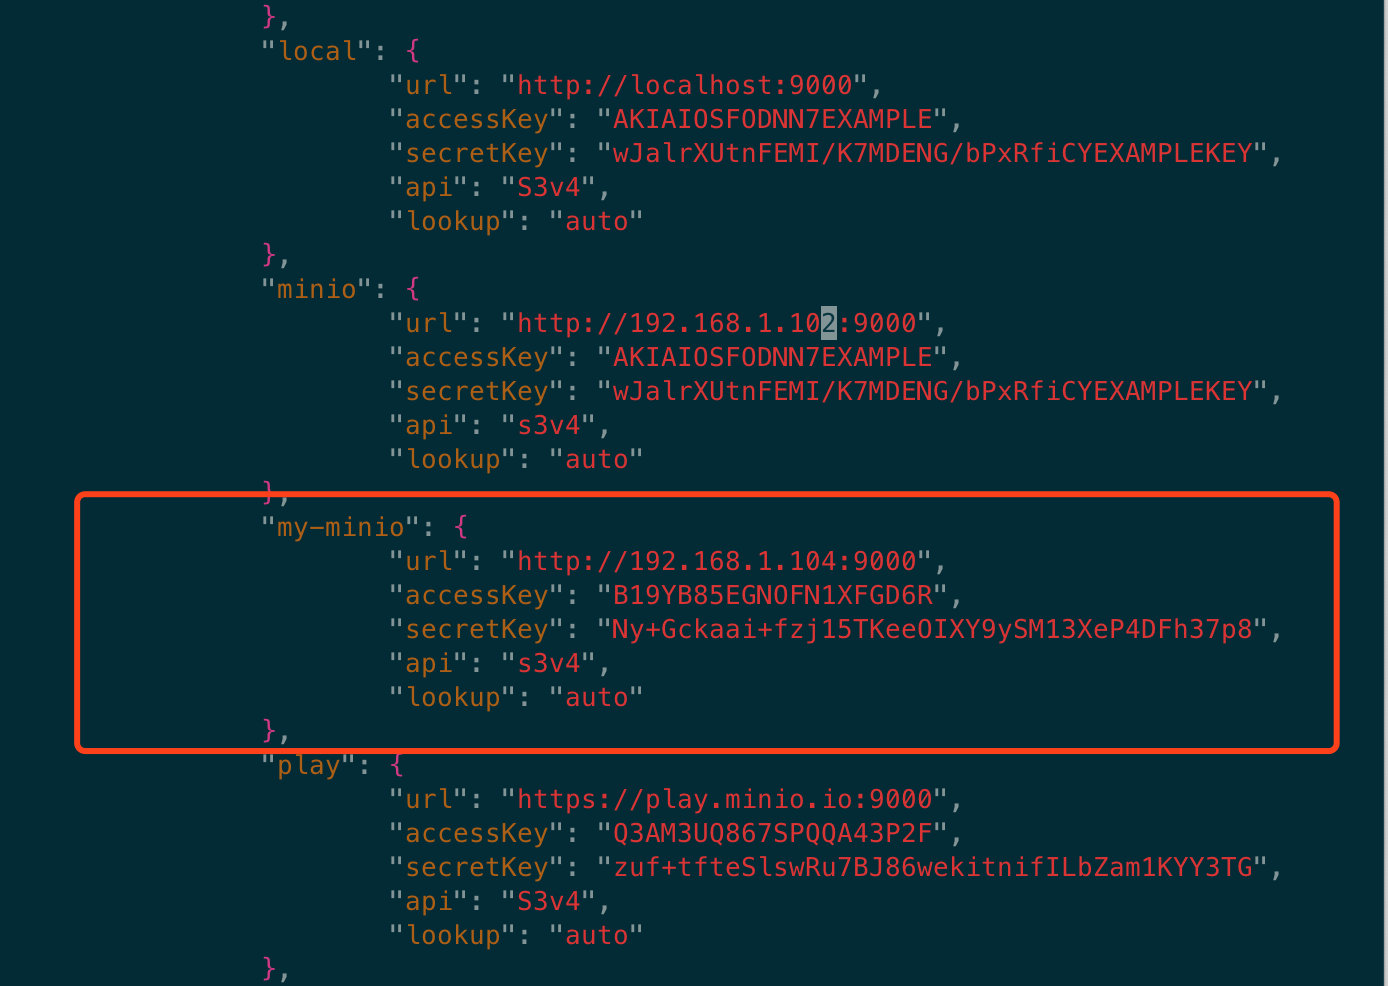 },
"local": {
"url": "http://localhost:9000",
"accessKey": "AKIAIOSFODNN7EXAMPLE",
"secretKey": "wJalrXUtnFEMI/K7MDENG/bPxRfiCYEXAMPLEKEY",
"api": "S3v4",
"lookup": "auto"
},
"minio": {
"url": "http://192.168.1.102:9000",
"accessKey": "AKIAIOSFODNN7EXAMPLE",
"secretKey": "wJalrXUtnFEMI/K7MDENG/bPxRfiCYEXAMPLEKEY",
"api": "s3v4",
"lookup": "auto"
},
"my-minio": {
"url": "http://192.168.1.104:9000",
"accessKey": "B19YB85EGNOFN1XFGD6R",
"secretKey": "Ny+Gckaai+fzj15TKeeOIXY9ySM13XeP4DFh37p8",
"api": "s3v4",
"lookup": "auto"
},
"play": {
"url": "https://play.minio.io:9000",
"accessKey": "Q3AM3UQ867SPQQA43P2F",
"secretKey": "zuf+tfteSlswRu7BJ86wekitnifILbZam1KYY3TG",
"api": "S3v4",
"lookup": "auto"
},